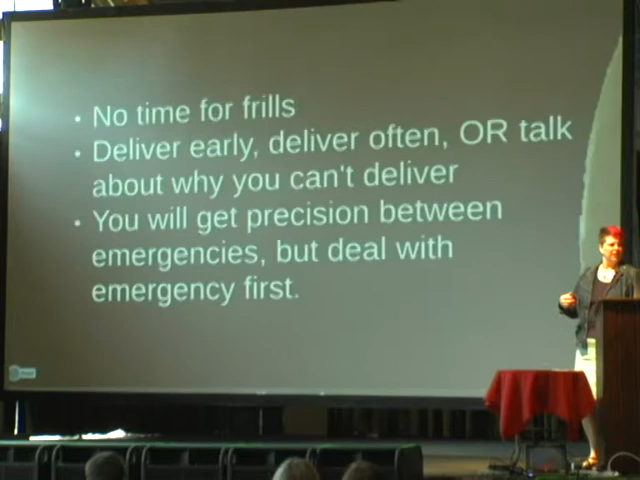 • No time for frills
• Deliver early, deliver often, OR talk
about why you can't deliver
• You will get precision between
emergencies, but deal with
emergency first.